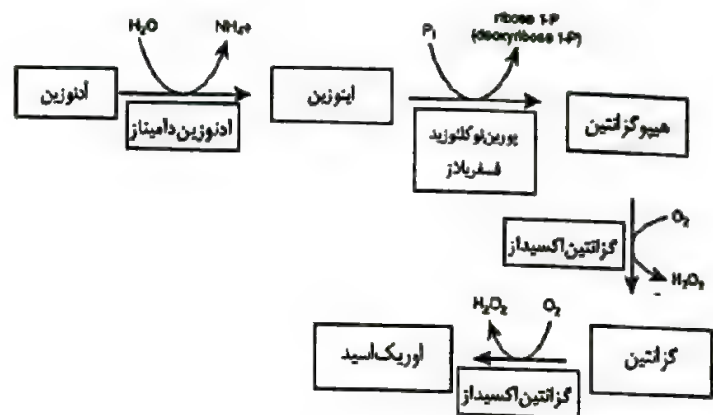 ribose 1-P
(deoxyribose 1-P)
H₂O
NH₄+
Pi
آدنوزین
اینوزین
هیپوگزانتین
ادنوزین دامیناز
پورین نوکلئوزید
فسفریلاز
گزانتین اکسیداز
O₂
H₂O₂
H₂O₂
O₂
اوریک اسید
گزانتین
گزانتین اکسیداز